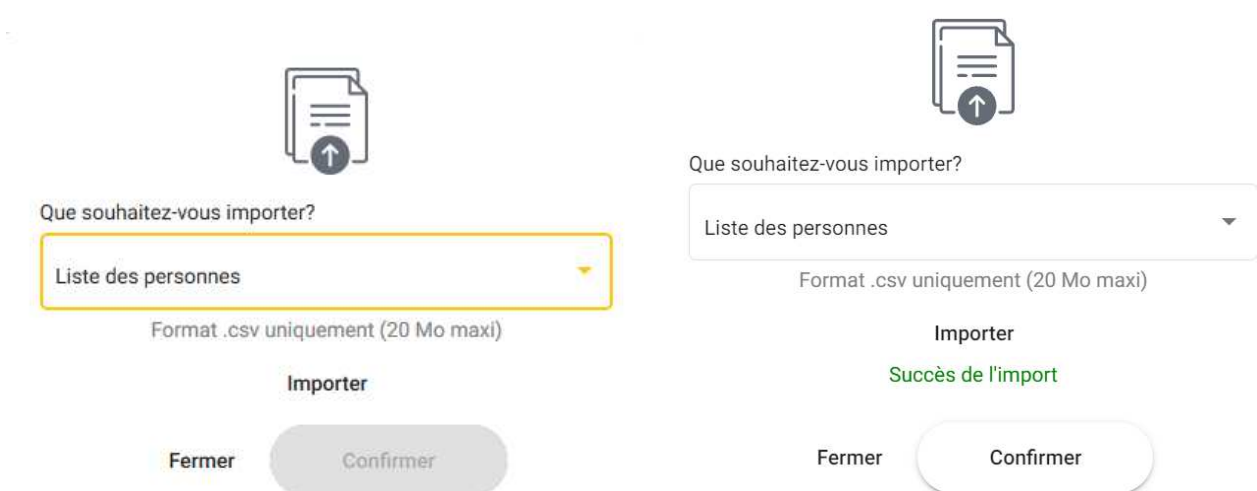 Que souhaitez-vous importer?
Liste des personnes
Format .csv uniquement (20 Mo maxi)
Importer
Fermer
Confirmer
Que souhaitez-vous importer?
Liste des personnes
Format .csv uniquement (20 Mo maxi)
Importer
Succès de l'import
Fermer
Confirmer